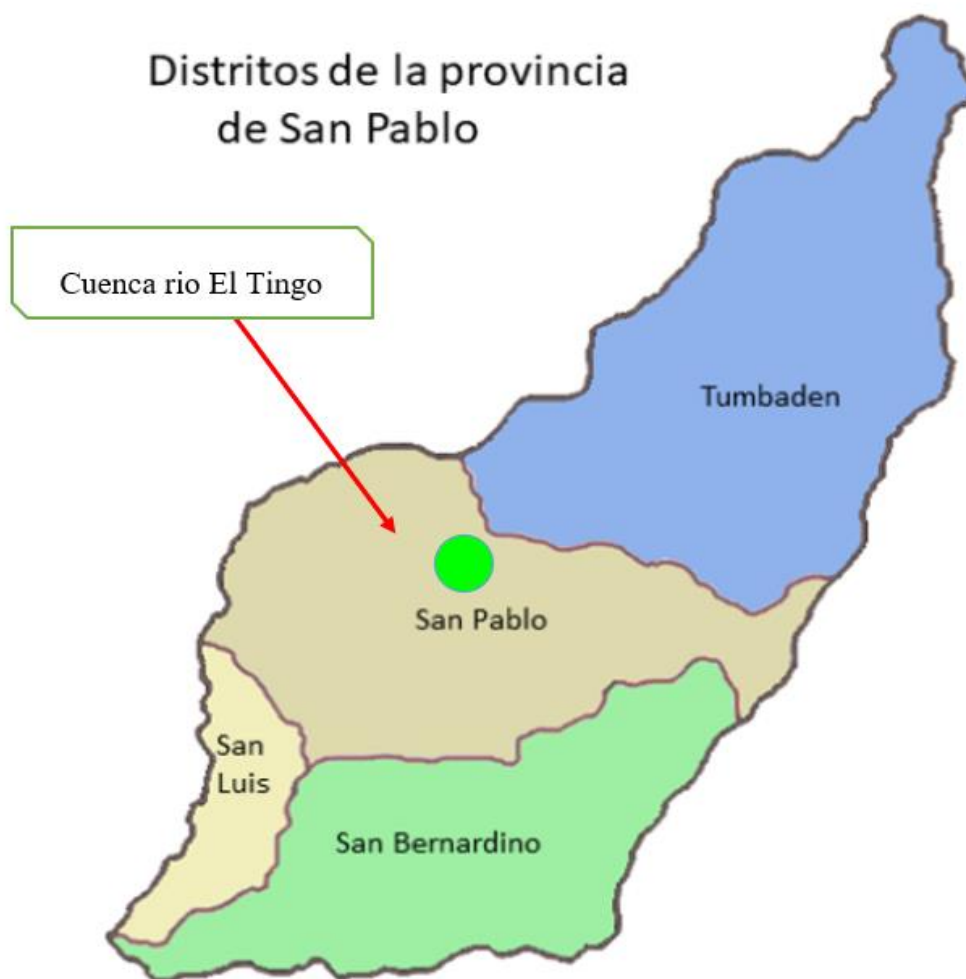 Distritos de la provincia
de San Pablo
Cuenca rio El Tingo
Tumbaden
San Pablo
San
Luis
San Bernardino